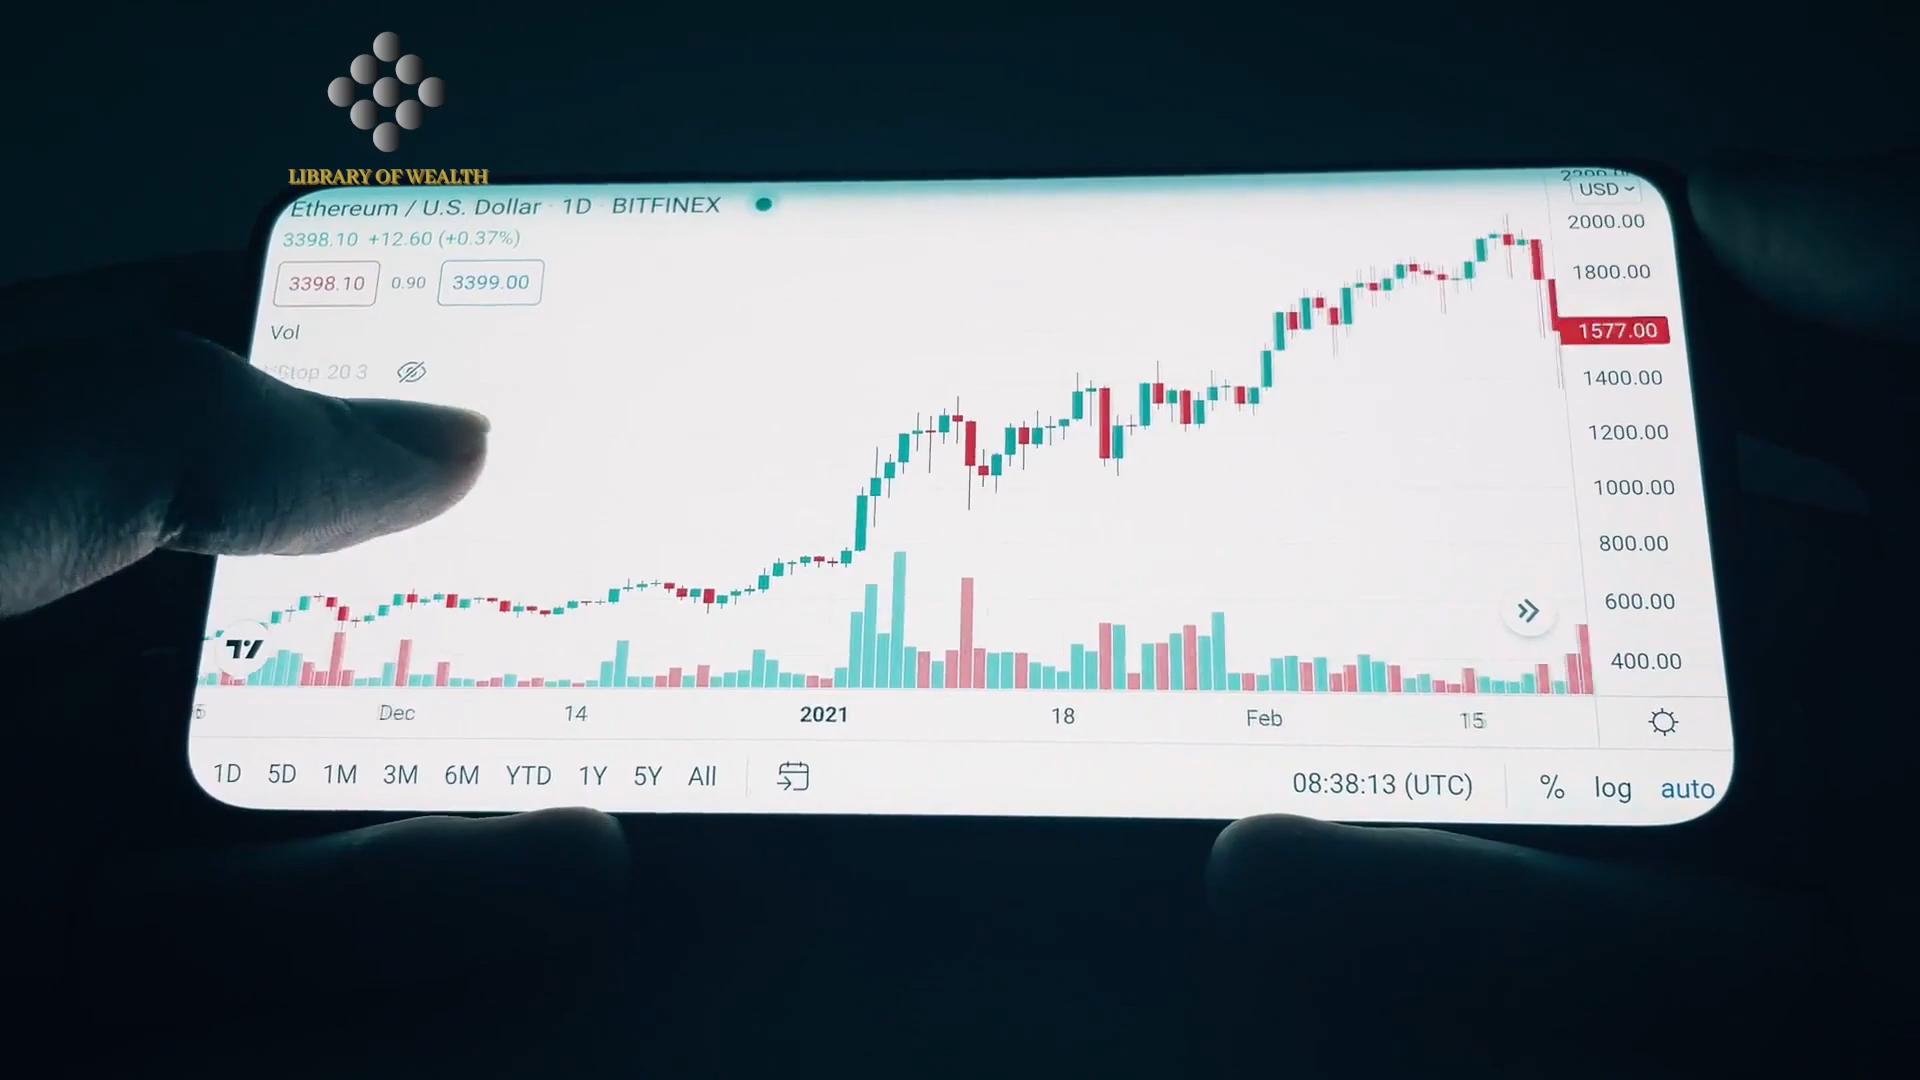 LIBRARY OF WEALTH
Ethereum / U.S. Dollar · 1D · BITFINEX
3398.10 +12.60 (+0.37%)
3398.10 0.90 3399.00
Vol
Stop 20 3
USD
2000.00
1800.00
1577.00
1400.00
1200.00
1000.00
800.00
600.00
400.00
Dec 14 2021 18 Feb 15
1D 5D 1M 3M 6M YTD 1Y 5Y All
08:38:13 (UTC) % log auto